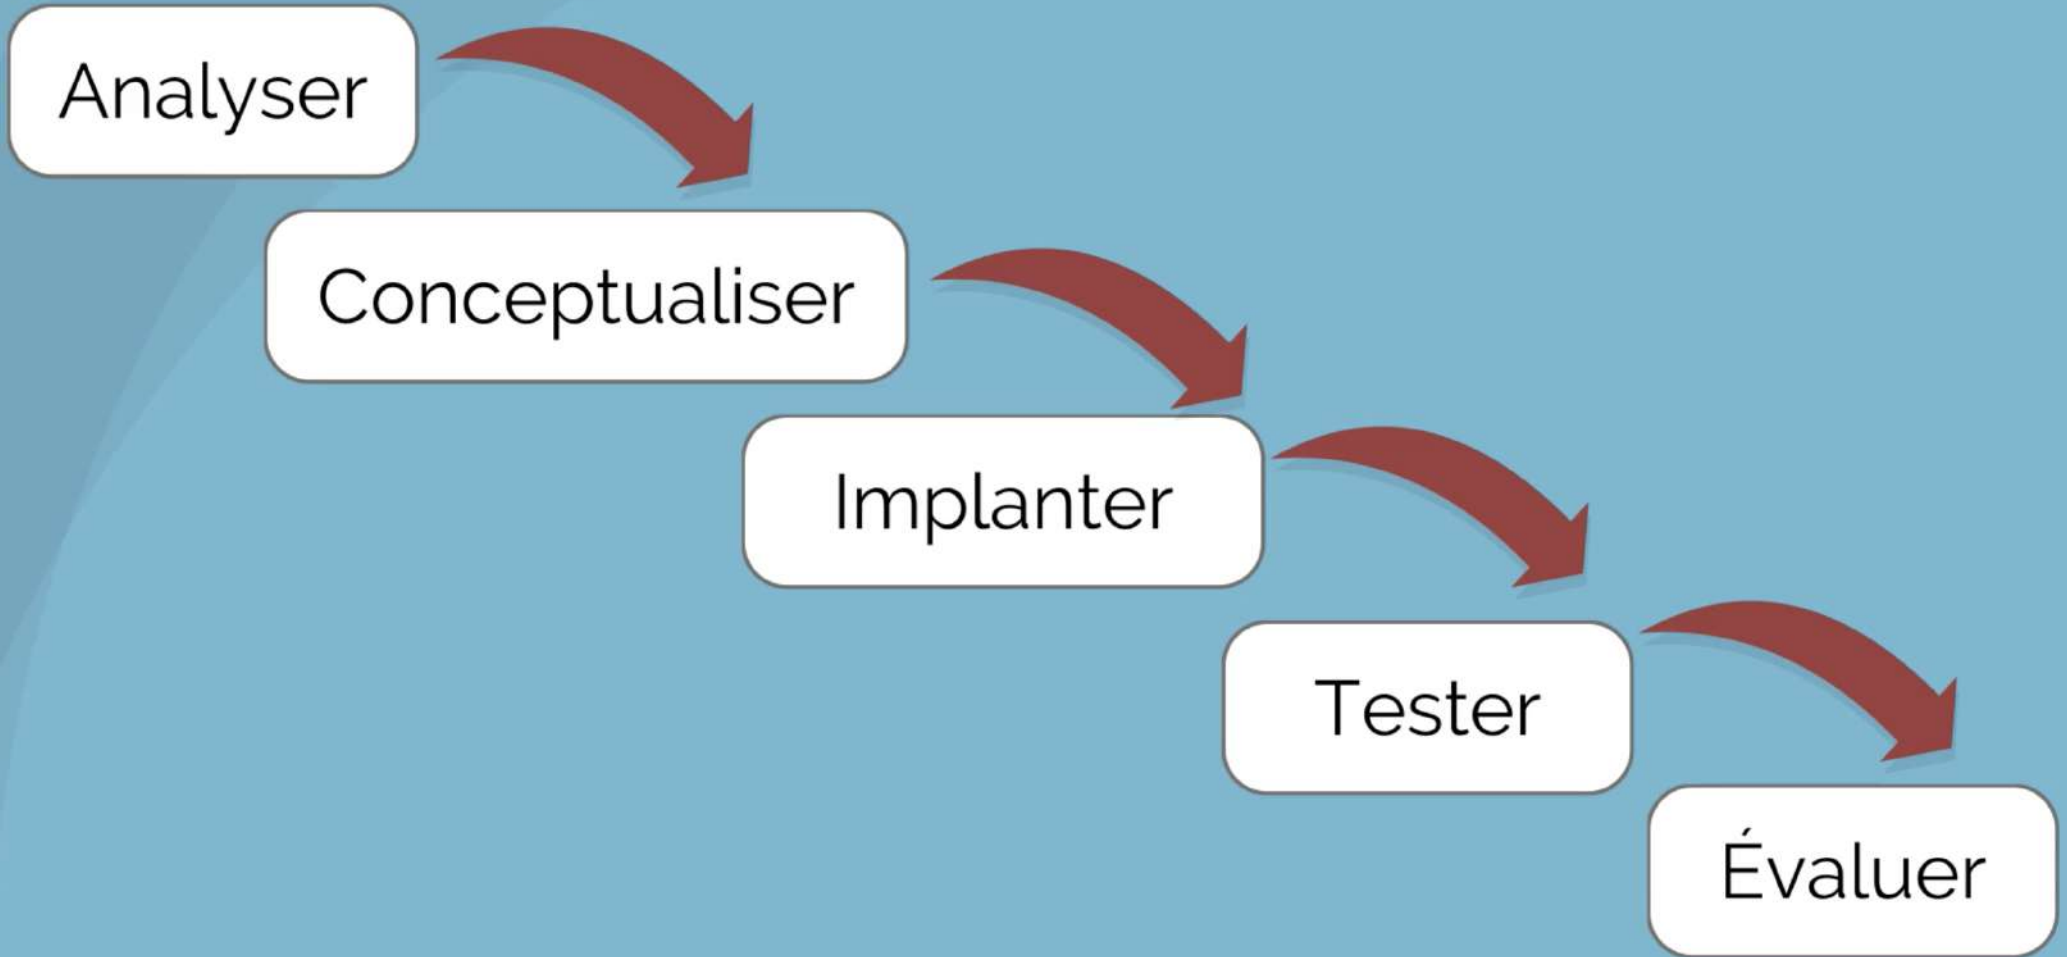 Analyser
Conceptualiser
Implanter
Tester
Évaluer